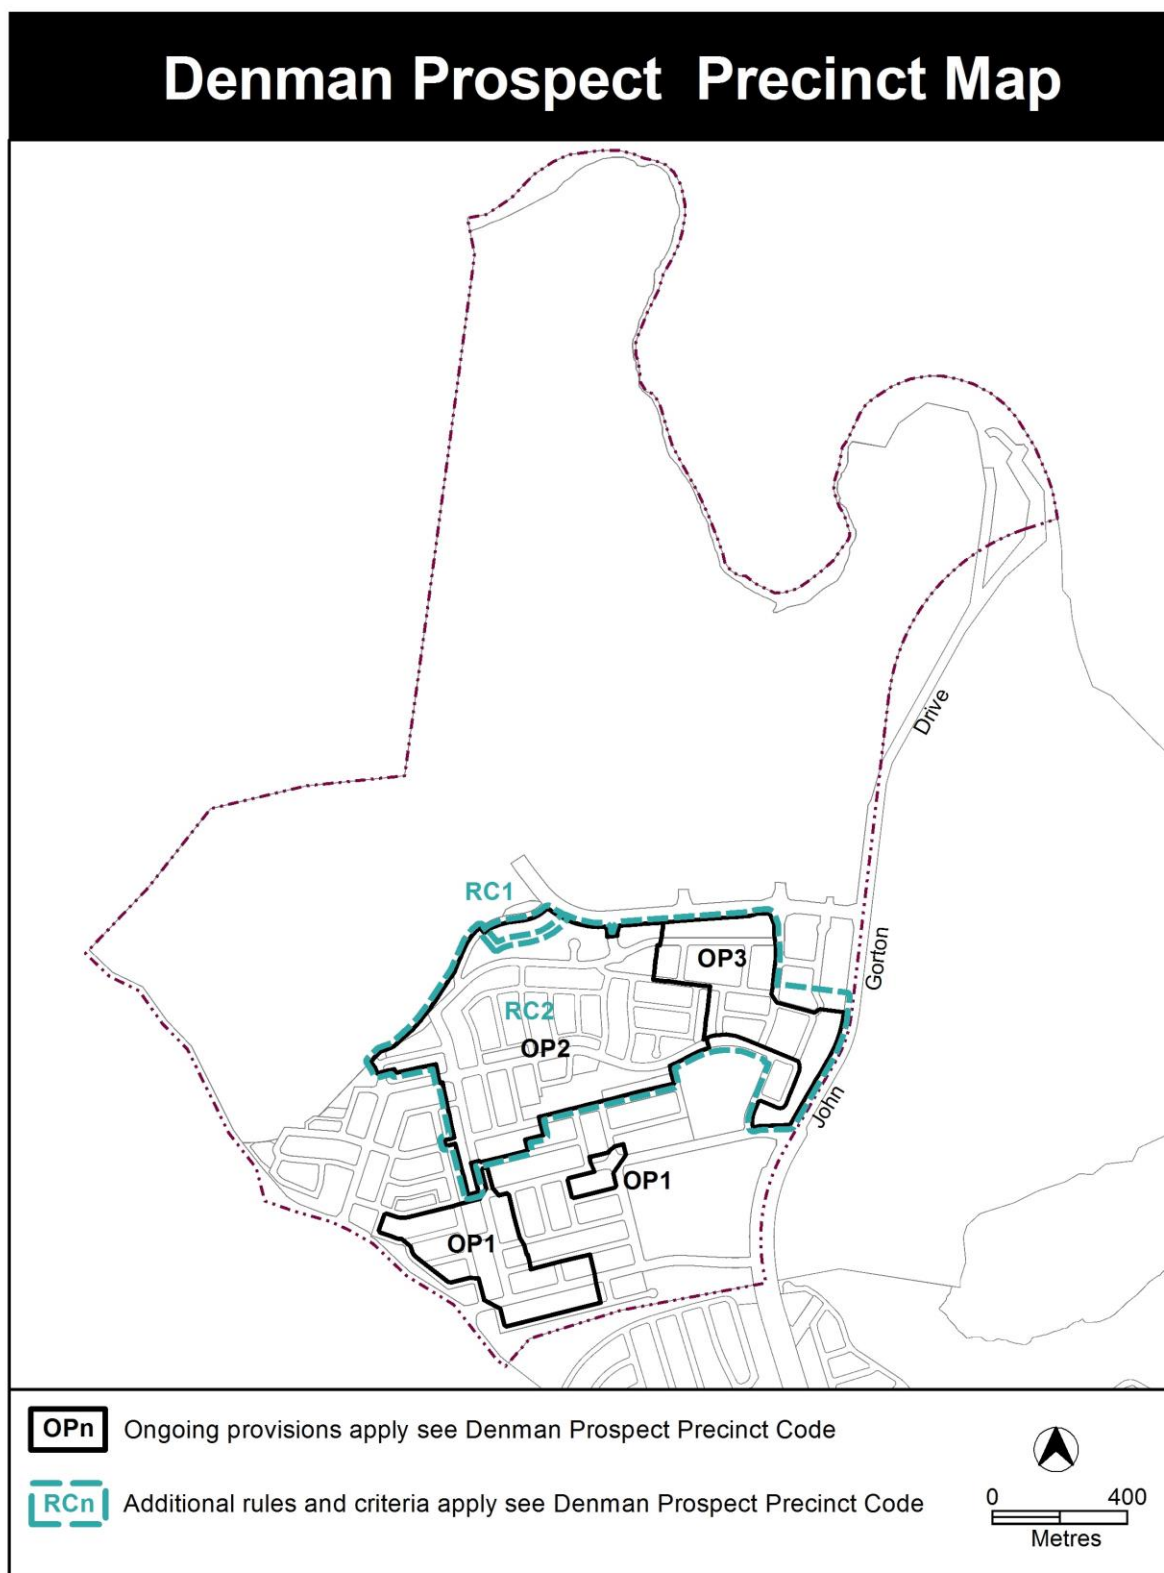 Denman Prospect Precinct Map
Drive
RC1
Gorton
OP3
RC2
OP2
John
OP1
OP1
OPn Ongoing provisions apply see Denman Prospect Precinct Code
RCn Additional rules and criteria apply see Denman Prospect Precinct Code
0 400
Metres